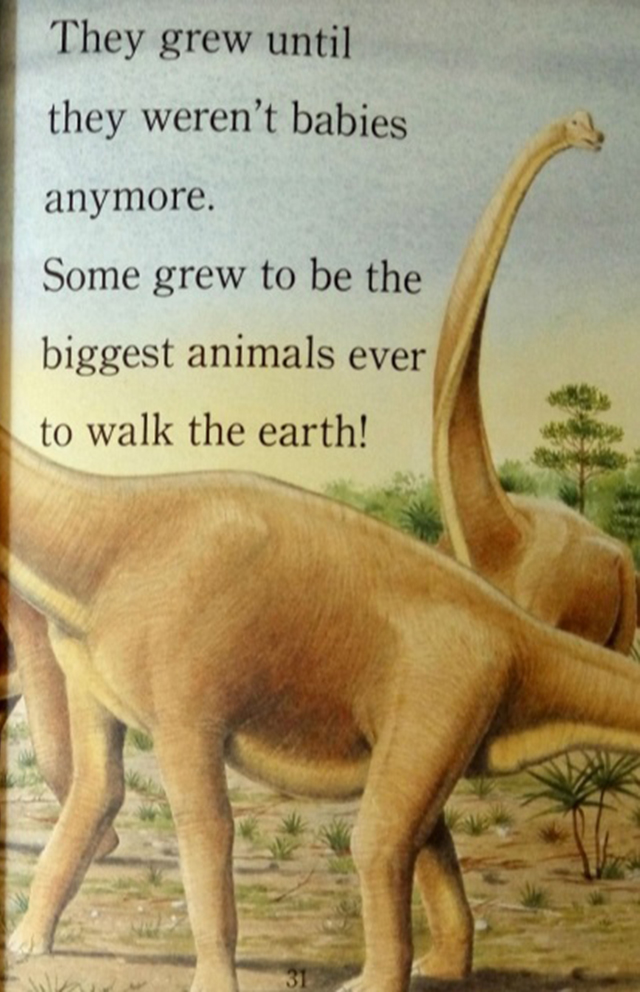 They grew until
they weren't babies
anymore.
Some grew to be the
biggest animals ever
to walk the earth!
31